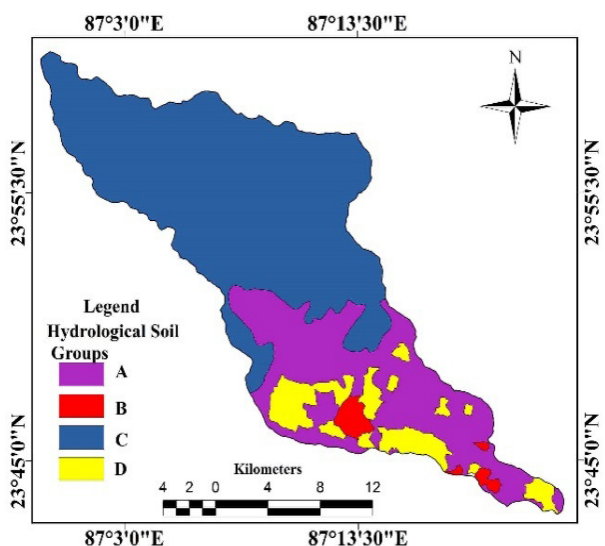 87°3'0"E 87°13'30"E
N
23°55'30"N 23°55'30"N
Legend
Hydrological Soil
Groups
A
B
C
D
23°45'0"N 23°45'0"N
Kilometers
4 2 0 4 8 12
87°3'0"E 87°13'30"E